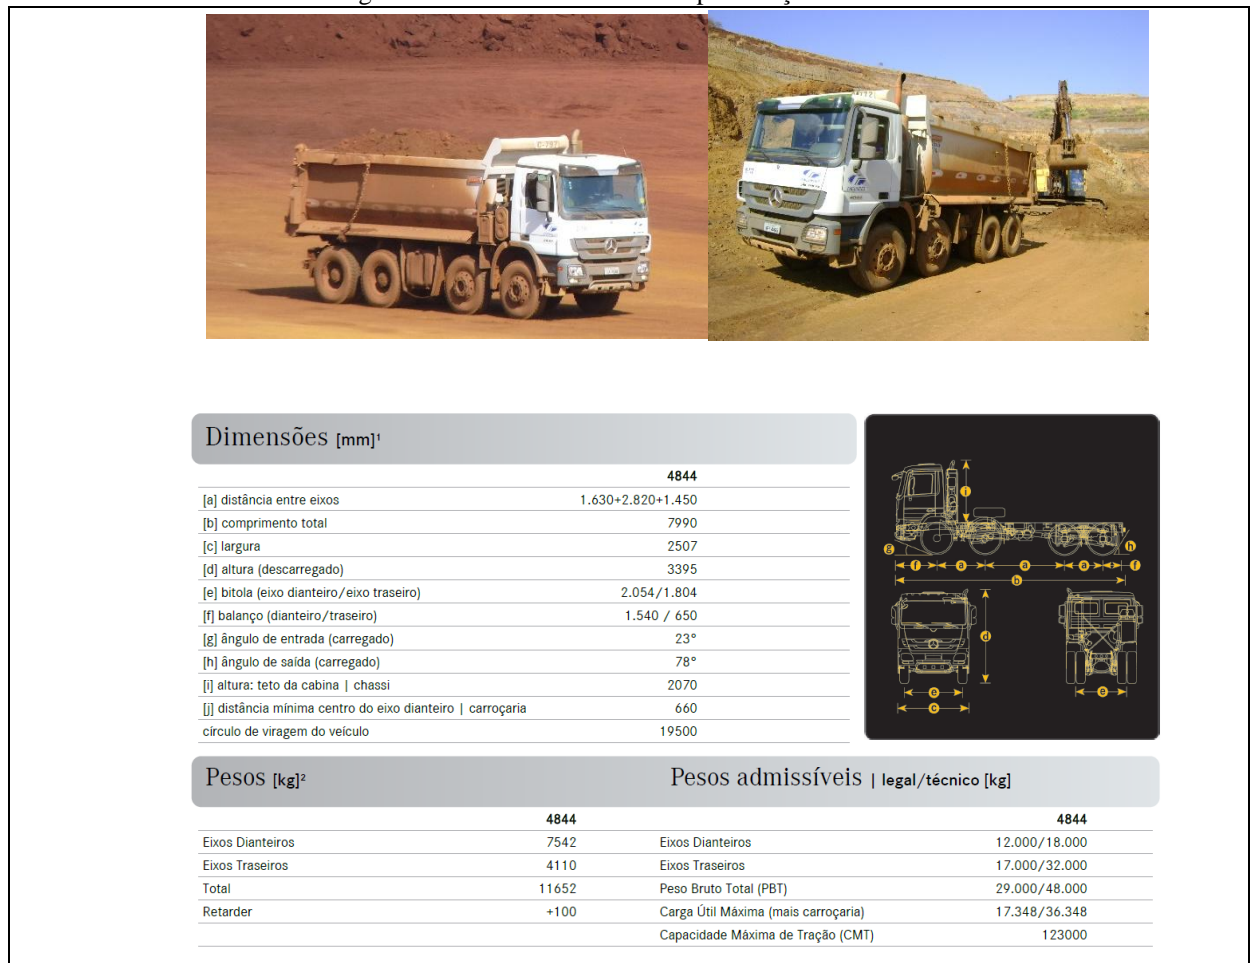 Dimensões [mm]¹
4844
[a] distância entre eixos 1.630+2.820+1.450
[b] comprimento total 7990
[c] largura 2507
[d] altura (descarregado) 3395
[e] bitola (eixo dianteiro/eixo traseiro) 2.054/1.804
[f] balanço (dianteiro/traseiro) 1.540 / 650
[g] ângulo de entrada (carregado) 23°
[h] ângulo de saída (carregado) 78°
[i] altura: teto da cabina | chassi 2070
[j] distância mínima centro do eixo dianteiro | carroçaria 660
círculo de viragem do veículo 19500
i
g h
f a a a f
b
d
e e
c
Pesos [kg]² Pesos admissíveis | legal/técnico [kg]
4844 4844
Eixos Dianteiros 7542 Eixos Dianteiros 12.000/18.000
Eixos Traseiros 4110 Eixos Traseiros 17.000/32.000
Total 11652 Peso Bruto Total (PBT) 29.000/48.000
Retarder +100 Carga Útil Máxima (mais carroçaria) 17.348/36.348
Capacidade Máxima de Tração (CMT) 123000